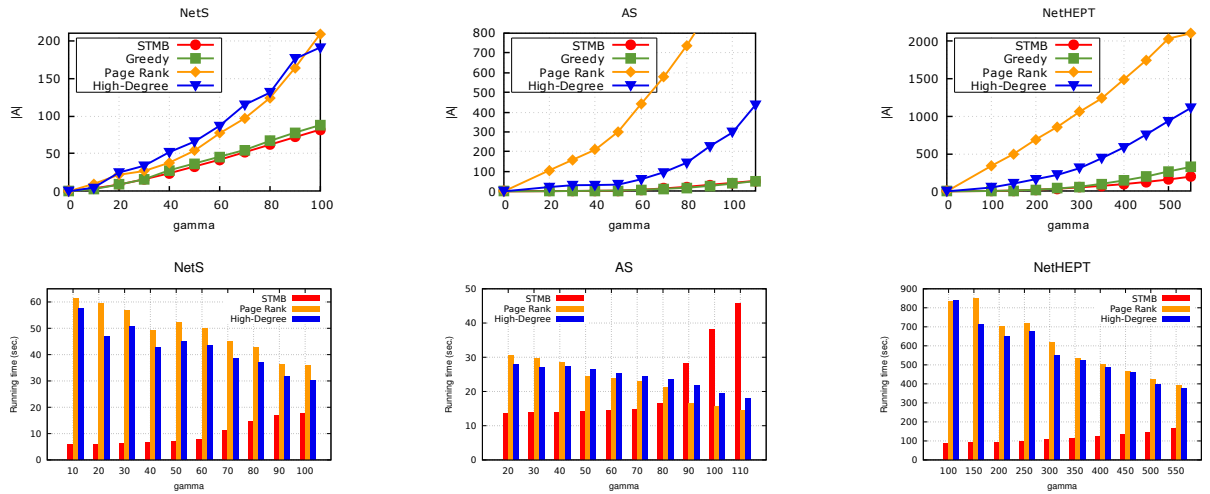 NetS
200
150
100
50
0
|A|
STMB
Greedy
Page Rank
High-Degree
0 20 40 60 80 100
gamma
AS
800
700
600
500
400
300
200
100
0
|A|
STMB
Greedy
Page Rank
High-Degree
0 20 40 60 80 100
gamma
NetHEPT
2000
1500
1000
500
0
|A|
STMB
Greedy
Page Rank
High-Degree
0 100 200 300 400 500
gamma
NetS
60
50
40
30
20
10
0
Running time (sec.)
STMB
Page Rank
High-Degree
10 20 30 40 50 60 70 80 90 100
gamma
AS
50
40
30
20
10
0
Running time (sec.)
STMB
Page Rank
High-Degree
20 30 40 50 60 70 80 90 100 110
gamma
NetHEPT
900
800
700
600
500
400
300
200
100
0
Running time (sec.)
STMB
Page Rank
High-Degree
100 150 200 250 300 350 400 450 500 550
gamma